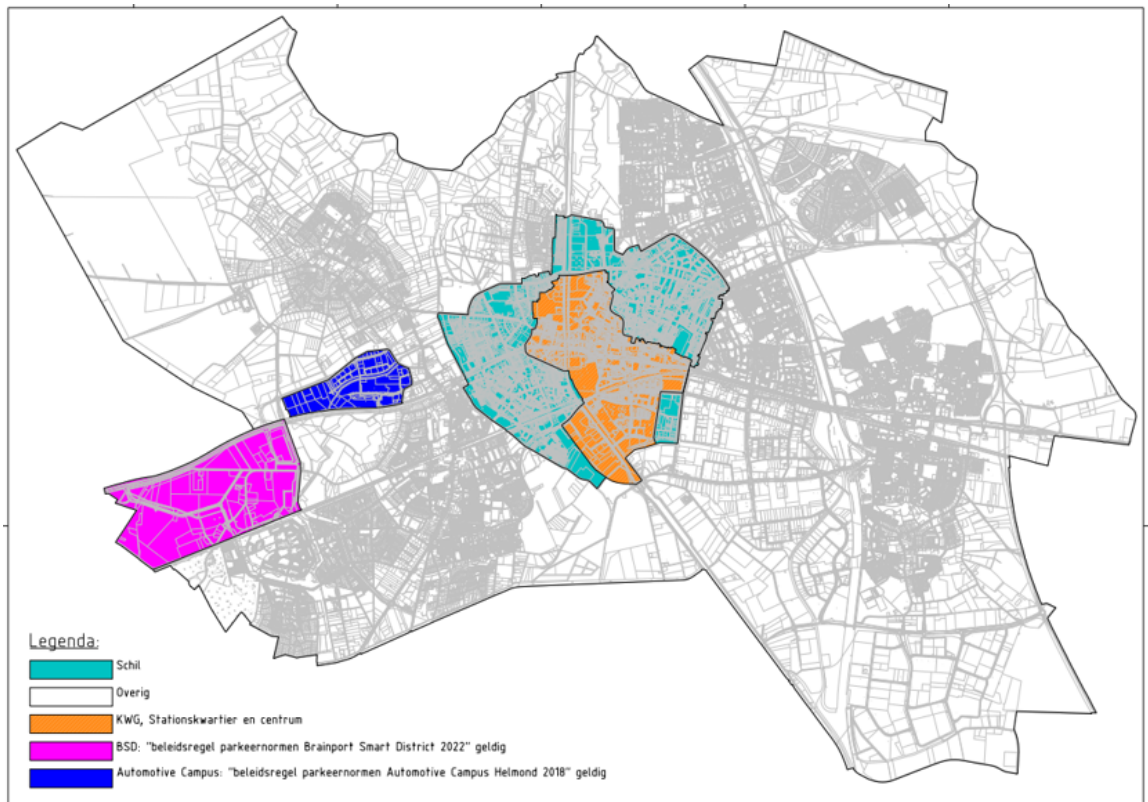 Legenda:
Schil
Overig
KWG, Stationskwartier en centrum
BSD: "beleidsregel parkeernormen Brainport Smart District 2022" geldig
Automotive Campus: "beleidsregel parkeernormen Automotive Campus Helmond 2018" geldig